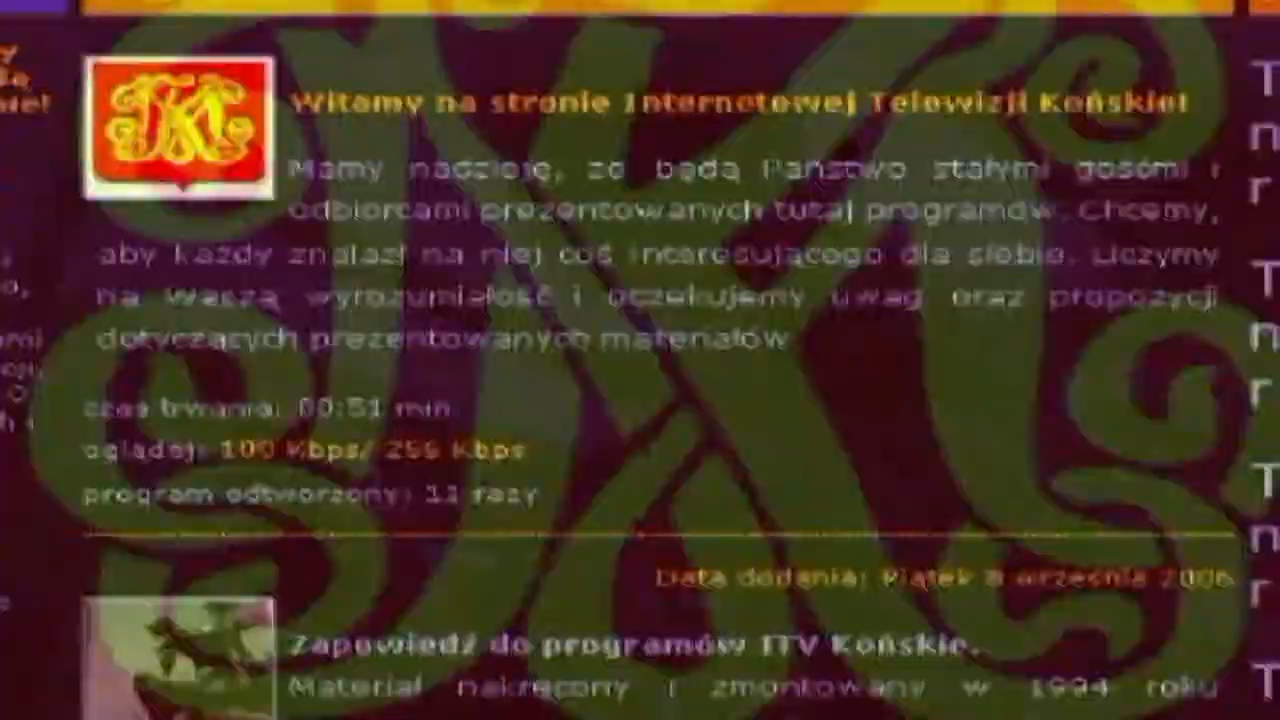 Witamy na stronie Internetowej Telewizji Końskie!
Mamy nadzieję, że będą Państwo stałymi gośćmi i
odbiorcami prezentowanych tutaj programów. Chcemy,
aby każdy znalazł na niej coś interesującego dla siebie. Liczymy
na Waszą wyrozumiałość i oczekujemy uwag oraz propozycji
dotyczących prezentowanych materiałów
czas trwania: 00:51 min
oglądaj: 100 Kbps/ 256 Kbps
program odtworzony: 11 razy
Data dodania: Piątek 8 września 2006
Zapowiedź do programów ITV Końskie.
Materiał nakręcony i zmontowany w 1994 roku